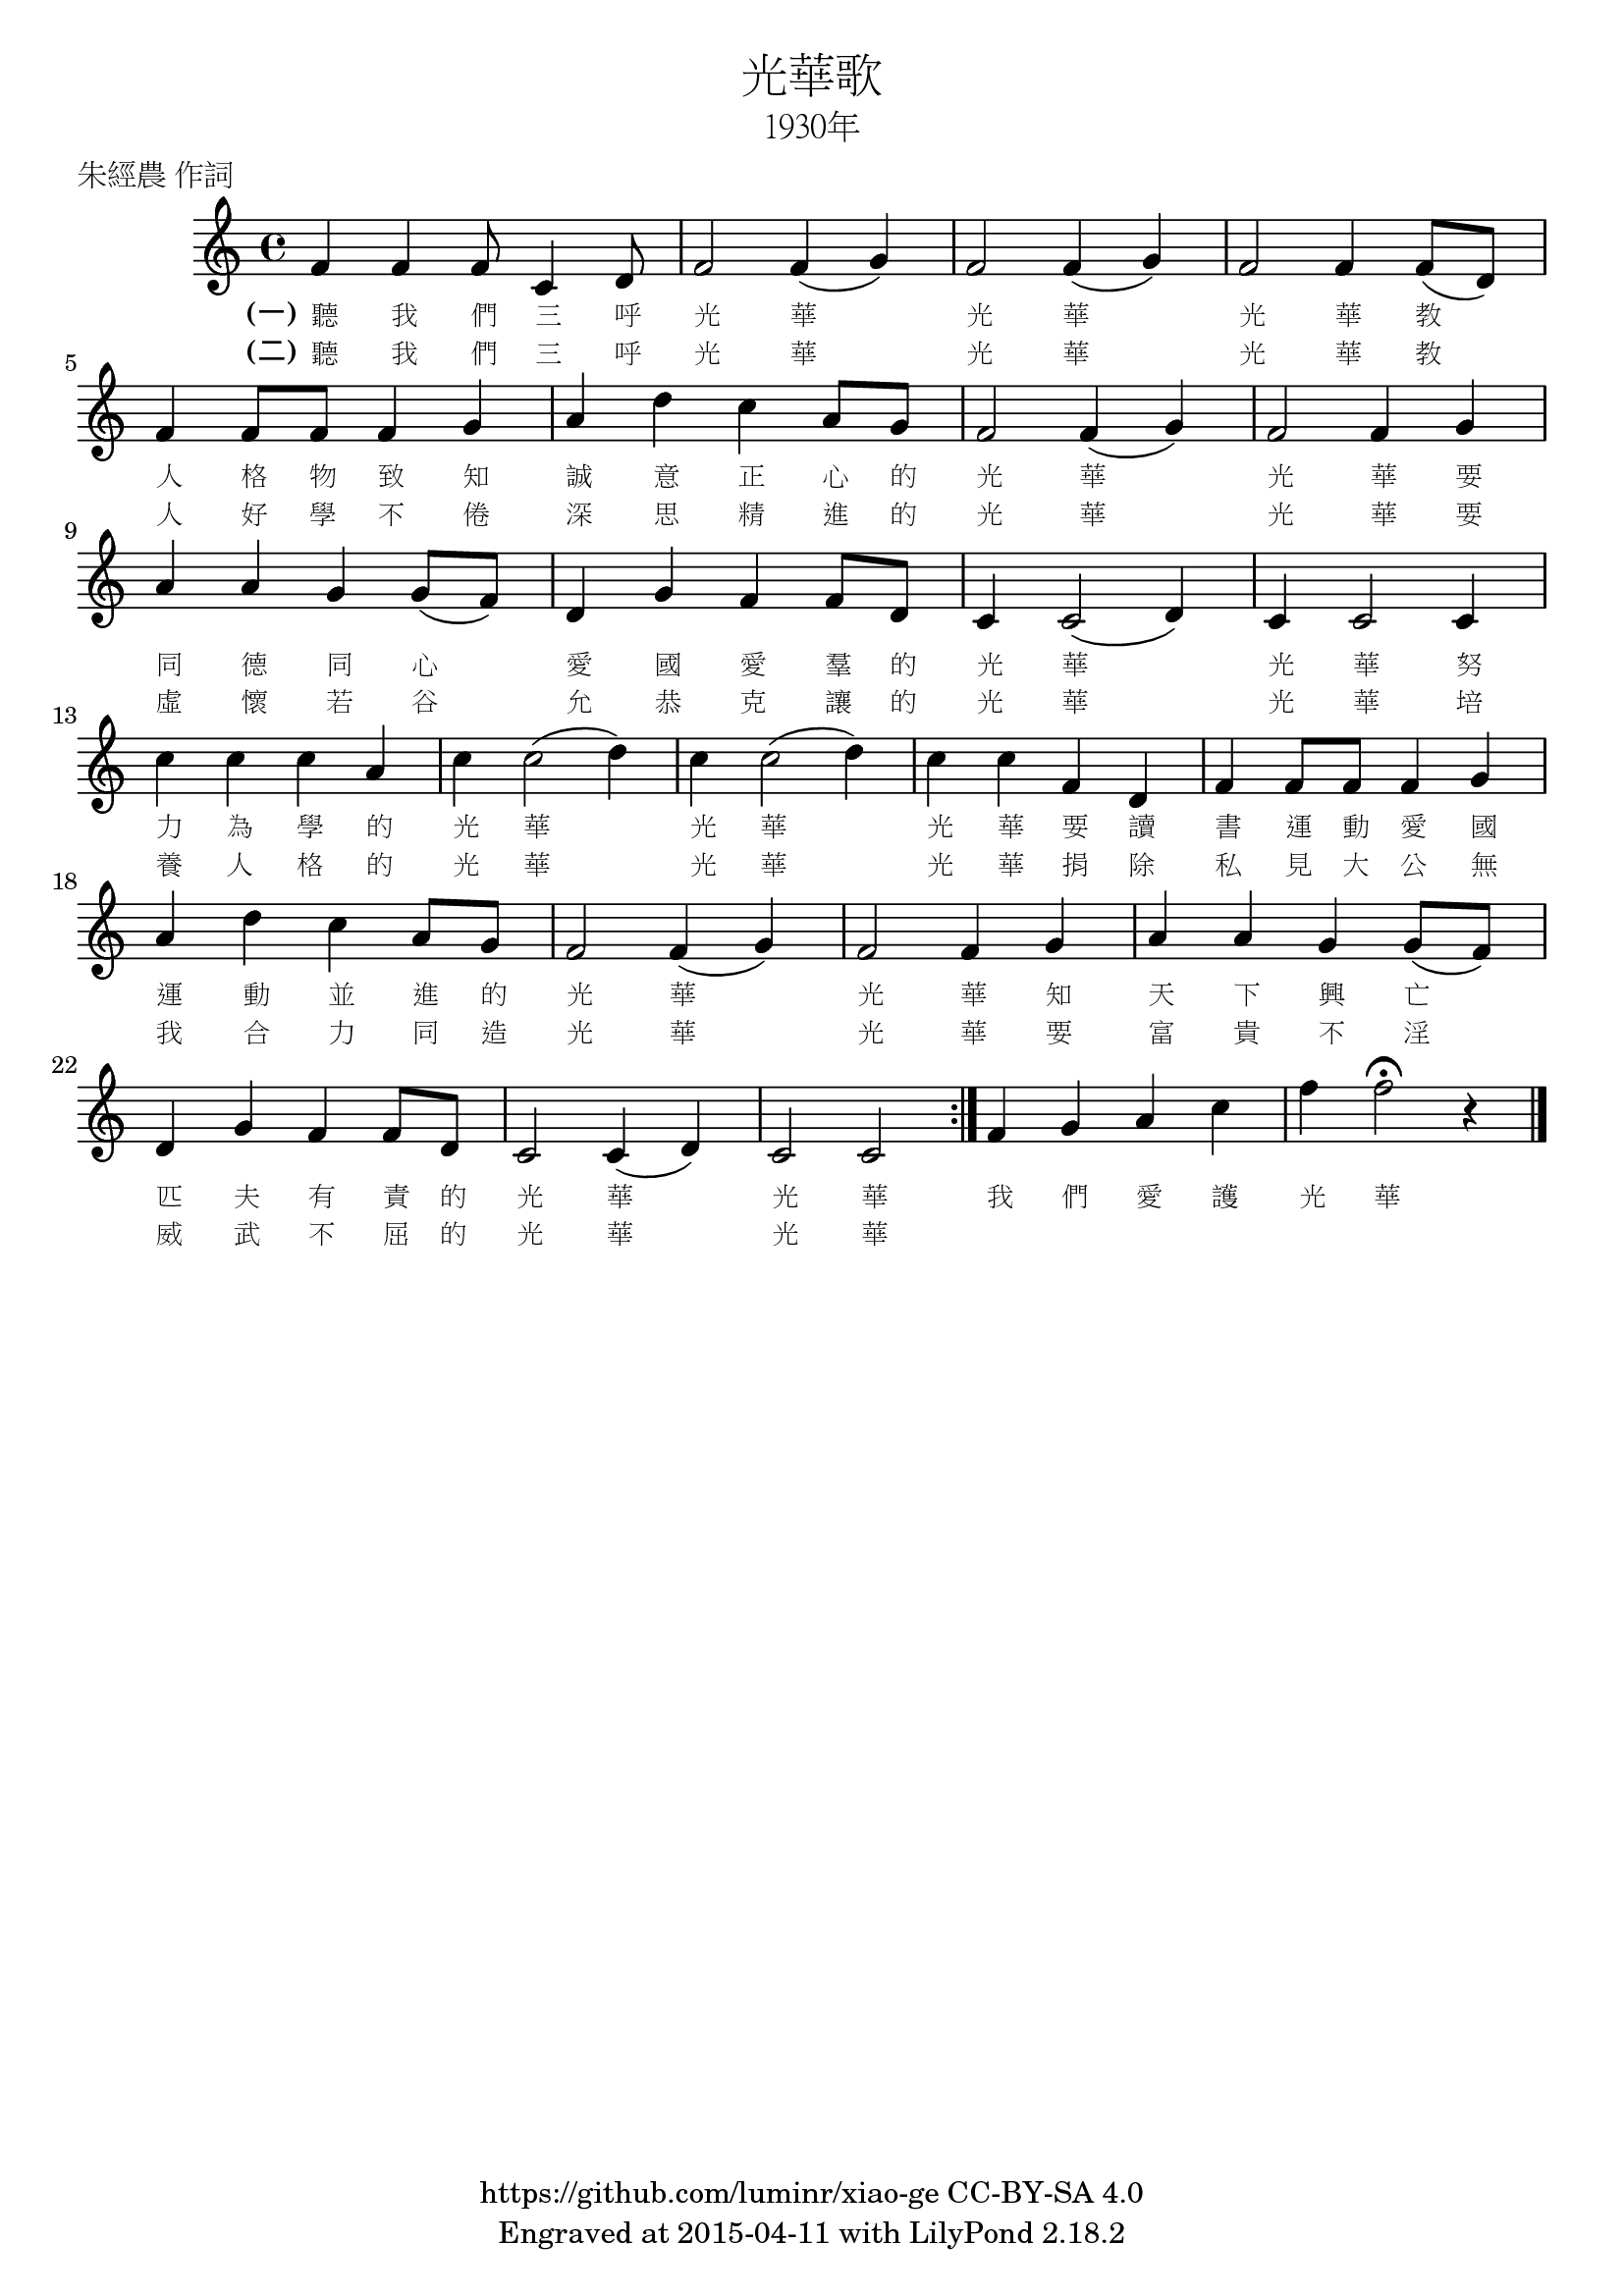 光華歌
1930年
朱經農 作詞
(一) 聽 我 們 三 呼 光 華 光 華 光 華 教
(二) 聽 我 們 三 呼 光 華 光 華 光 華 教
5
人 格 物 致 知 誠 意 正 心 的 光 華 光 華 要
人 好 學 不 倦 深 思 精 進 的 光 華 光 華 要
9
同 德 同 心 愛 國 愛 羣 的 光 華 光 華 努
虛 懷 若 谷 允 恭 克 讓 的 光 華 光 華 培
13
力 為 學 的 光 華 光 華 光 華 要 讀 書 運 動 愛 國
養 人 格 的 光 華 光 華 光 華 捐 除 私 見 大 公 無
18
運 動 並 進 的 光 華 光 華 知 天 下 興 亡
我 合 力 同 造 光 華 光 華 要 富 貴 不 淫
22
匹 夫 有 責 的 光 華 光 華 我 們 愛 護 光 華
威 武 不 屈 的 光 華 光 華
https://github.com/luminr/xiao-ge CC-BY-SA 4.0
Engraved at 2015-04-11 with LilyPond 2.18.2